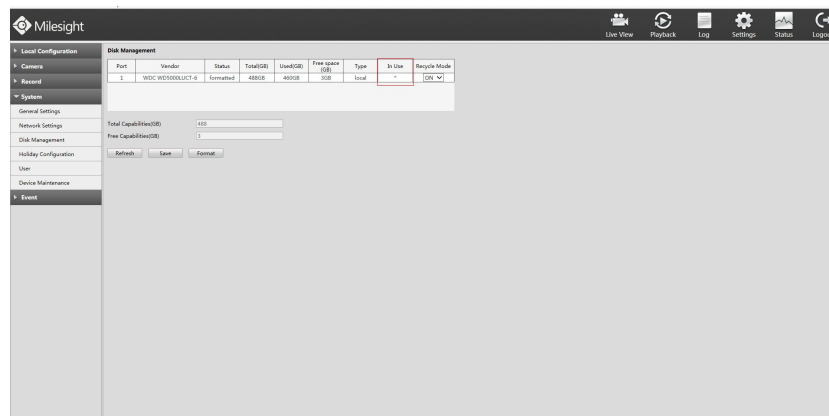 Milesight
Live View Playback Log Settings Status Logou
Local Configuration
Camera
Record
System
General Settings
Network Settings
Disk Management
Holiday Configuration
User
Device Maintenance
Event
Disk Management
Port Vendor Status Total(GB) Used(GB) Free space (GB) Type In Use Recycle Mode
1 WDC WD5000LUCT-6 formatted 488GB 460GB 3GB local * ON
Total Capabilities(GB) 488
Free Capabilities(GB) 3
Refresh Save Format